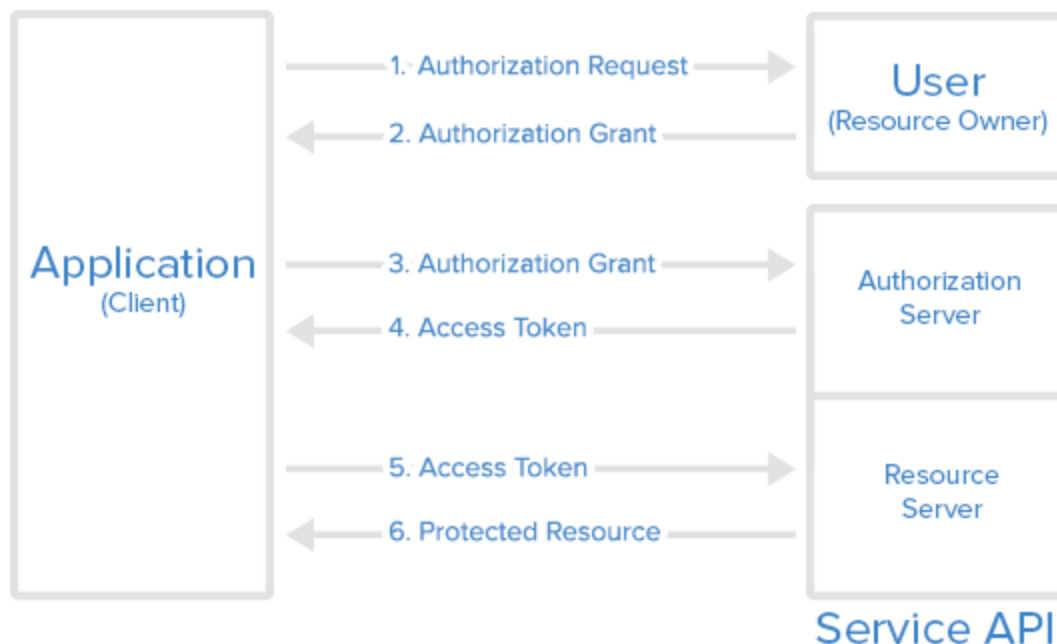 1. Authorization Request
User
(Resource Owner)
2. Authorization Grant
Application
(Client)
3. Authorization Grant
Authorization
Server
4. Access Token
5. Access Token
Resource
Server
6. Protected Resource
Service API